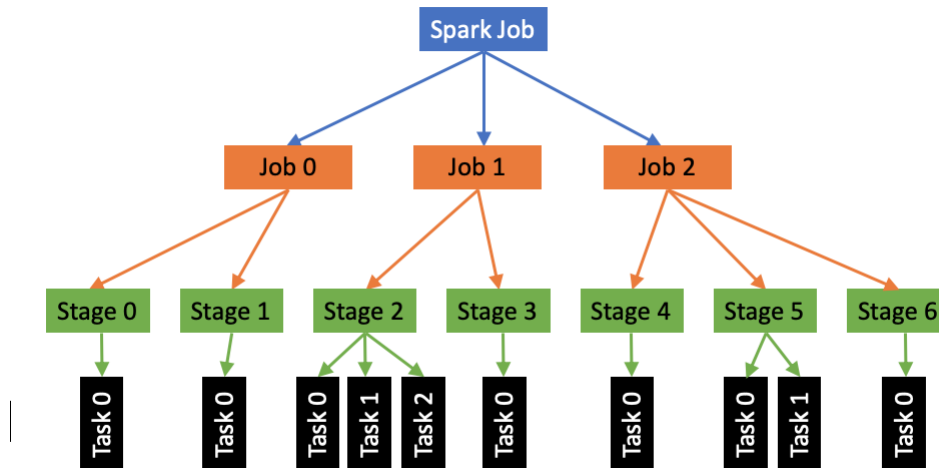 Spark Job
Job 0
Job 1
Job 2
Stage 0
Stage 1
Stage 2
Stage 3
Stage 4
Stage 5
Stage 6
Task 0
Task 0
Task 0
Task 1
Task 2
Task 0
Task 0
Task 0
Task 1
Task 0